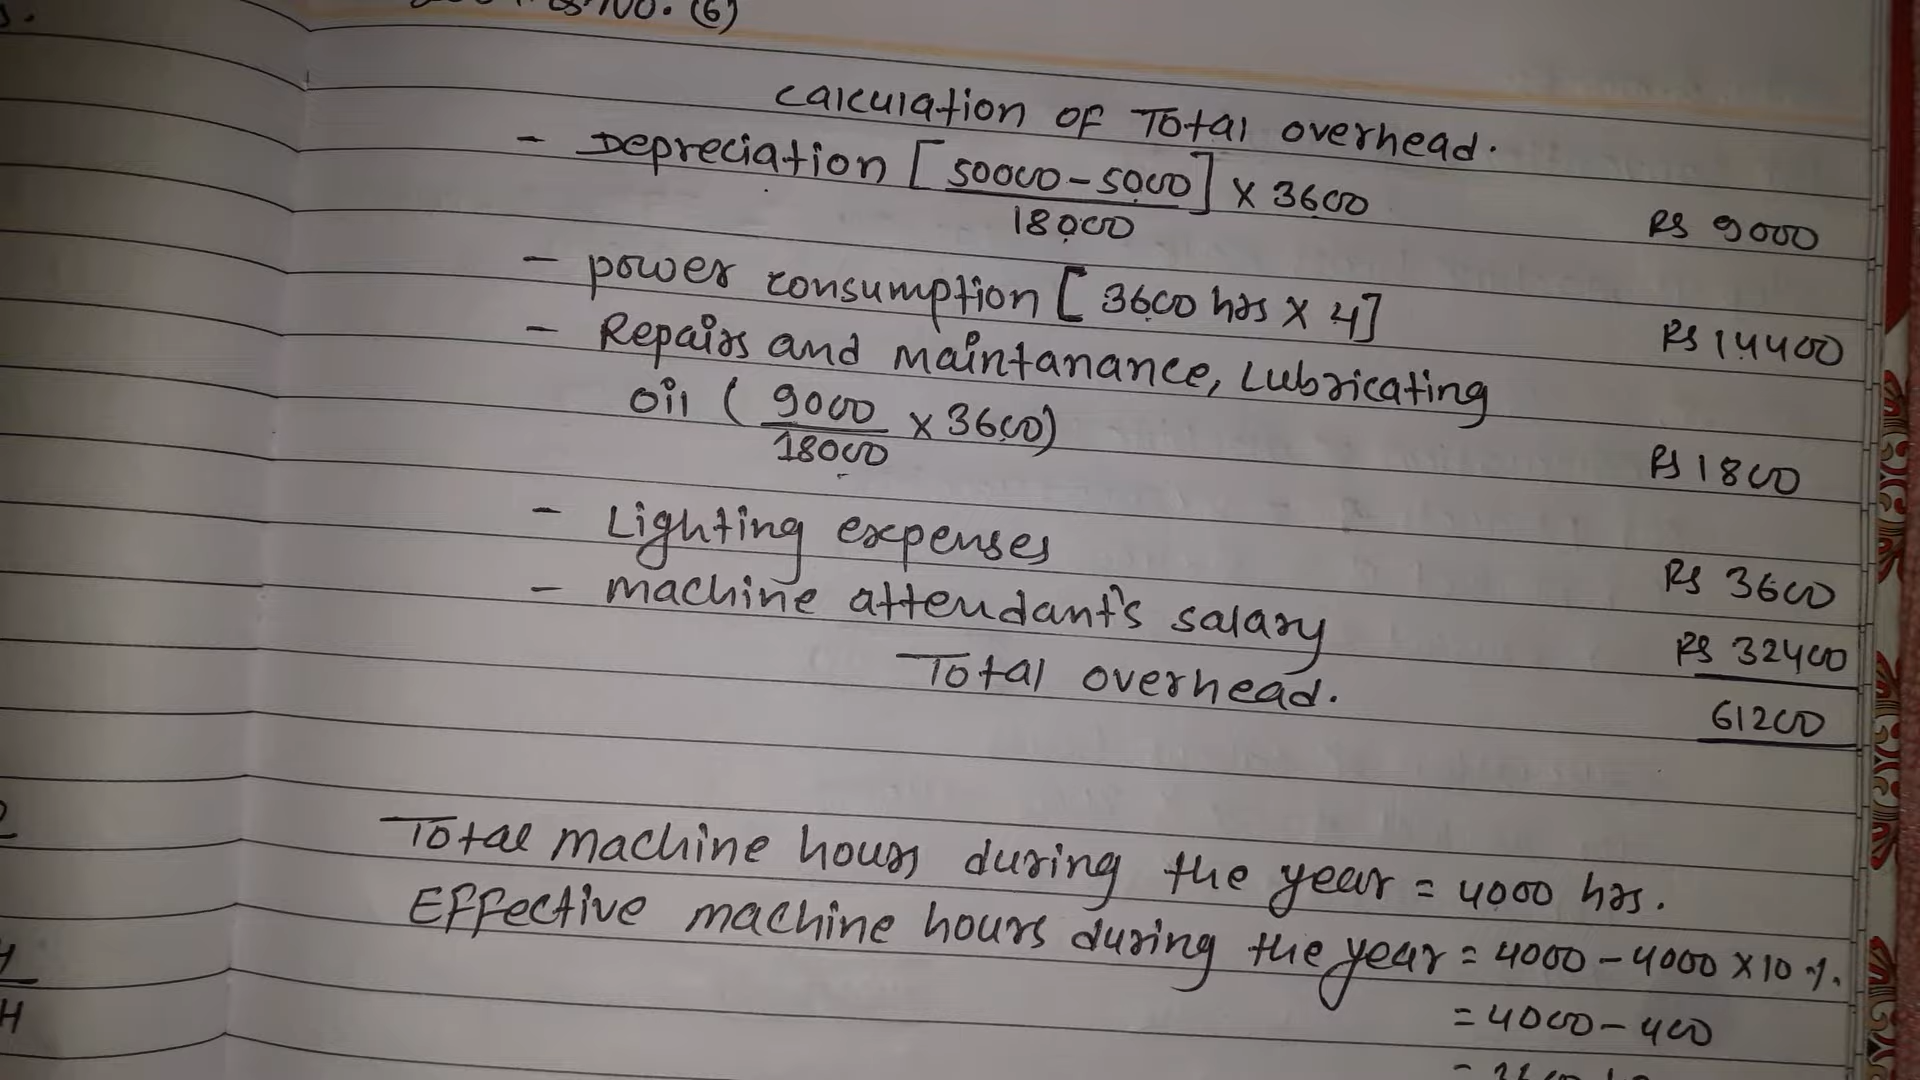 No. (6)
Calculation of Total overhead.
- Depreciation [50000-5000 / 18000] × 3600 Rs 9000
- power consumption [3600 hrs × 4] Rs 14400
- Repairs and maintanance, Lubricating
oil (9000 / 18000 × 3600) Rs 1800
- Lighting expenses Rs 3600
- machine attendant's salary Rs 32400
Total overhead. 61200
Total machine hours during the year = 4000 hrs.
Effective machine hours during the year = 4000 - 4000 × 10 %.
= 4000 - 400